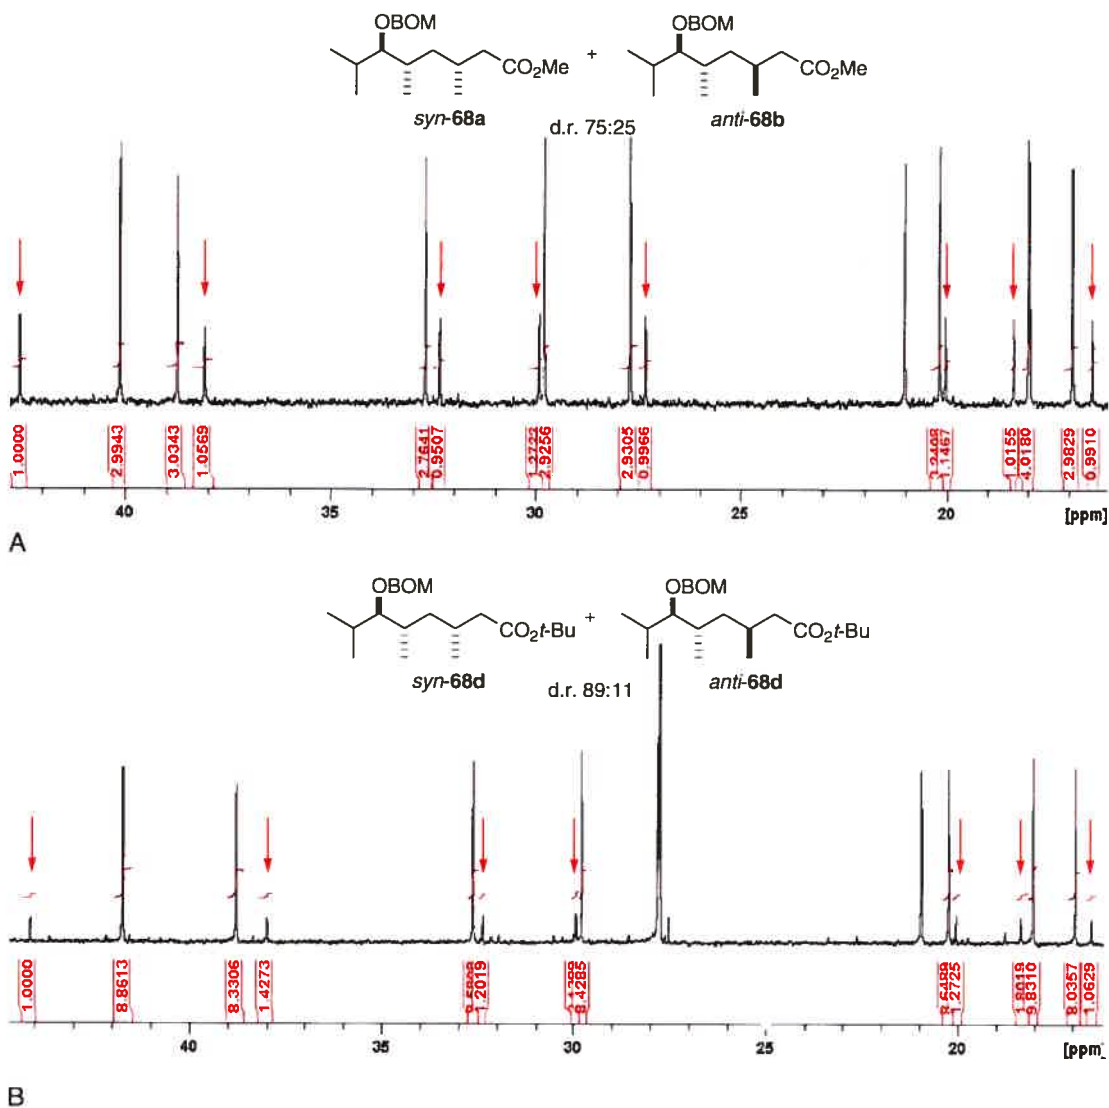 OBOM OBOM
+
CO₂Me CO₂Me
syn-68a anti-68b
d.r. 75:25
1.0000 2.9943 3.0343 1.0569 2.7641 0.9507 2.9256 2.9305 0.9966 1.1467 1.0155 4.0180 2.9829 0.9910
40 35 30 25 20 [ppm]
A
OBOM OBOM
+
CO₂t-Bu CO₂t-Bu
syn-68d anti-68d
d.r. 89:11
1.0000 8.8613 8.3306 1.4273 1.2019 8.4285 1.2725 9.8310 8.0357 1.0629
40 35 30 25 20 [ppm]
B